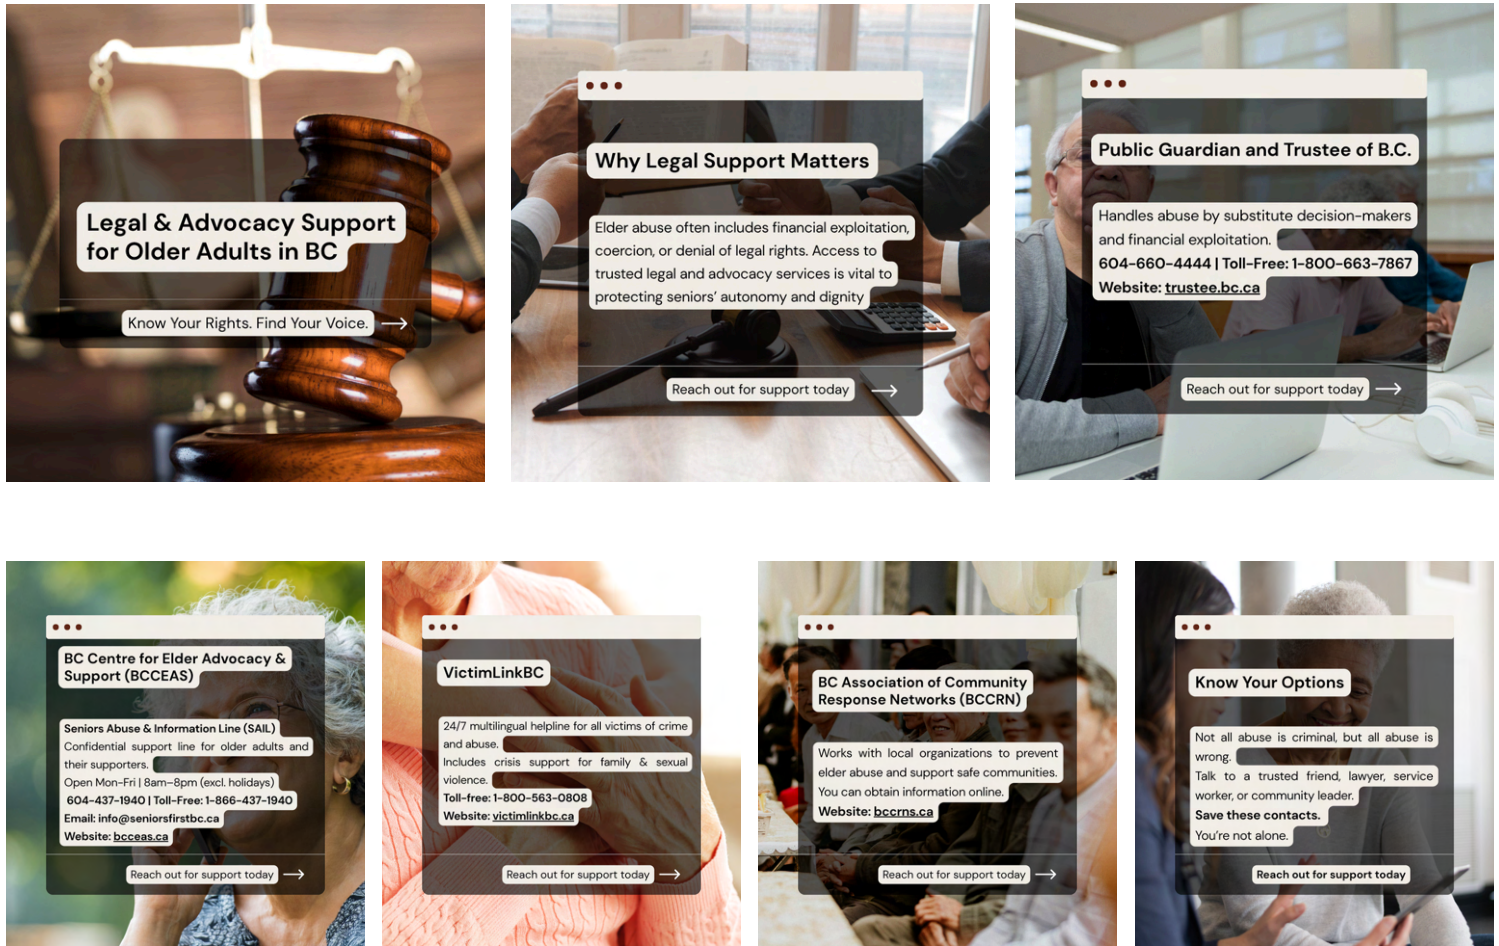 Legal & Advocacy Support
for Older Adults in BC
Know Your Rights. Find Your Voice.
Why Legal Support Matters
Elder abuse often includes financial exploitation,
coercion, or denial of legal rights. Access to
trusted legal and advocacy services is vital to
protecting seniors’ autonomy and dignity
Reach out for support today
Public Guardian and Trustee of B.C.
Handles abuse by substitute decision-makers
and financial exploitation.
604-660-4444 | Toll-Free: 1-800-663-7867
Website: trustee.bc.ca
Reach out for support today
BC Centre for Elder Advocacy &
Support (BCCEAS)
Seniors Abuse & Information Line (SAIL)
Confidential support line for older adults and
their supporters.
Open Mon–Fri | 8am–8pm (excl. holidays)
604-437-1940 | Toll-Free: 1-866-437-1940
Email: info@seniorsfirstbc.ca
Website: bcceas.ca
Reach out for support today
VictimLinkBC
24/7 multilingual helpline for all victims of crime
and abuse.
Includes crisis support for family & sexual
violence.
Toll-free: 1-800-563-0808
Website: victimlinkbc.ca
Reach out for support today
BC Association of Community
Response Networks (BCCRN)
Works with local organizations to prevent
elder abuse and support safe communities.
You can obtain information online.
Website: bccrns.ca
Reach out for support today
Know Your Options
Not all abuse is criminal, but all abuse is
wrong.
Talk to a trusted friend, lawyer, service
worker, or community leader.
Save these contacts.
You’re not alone.
Reach out for support today